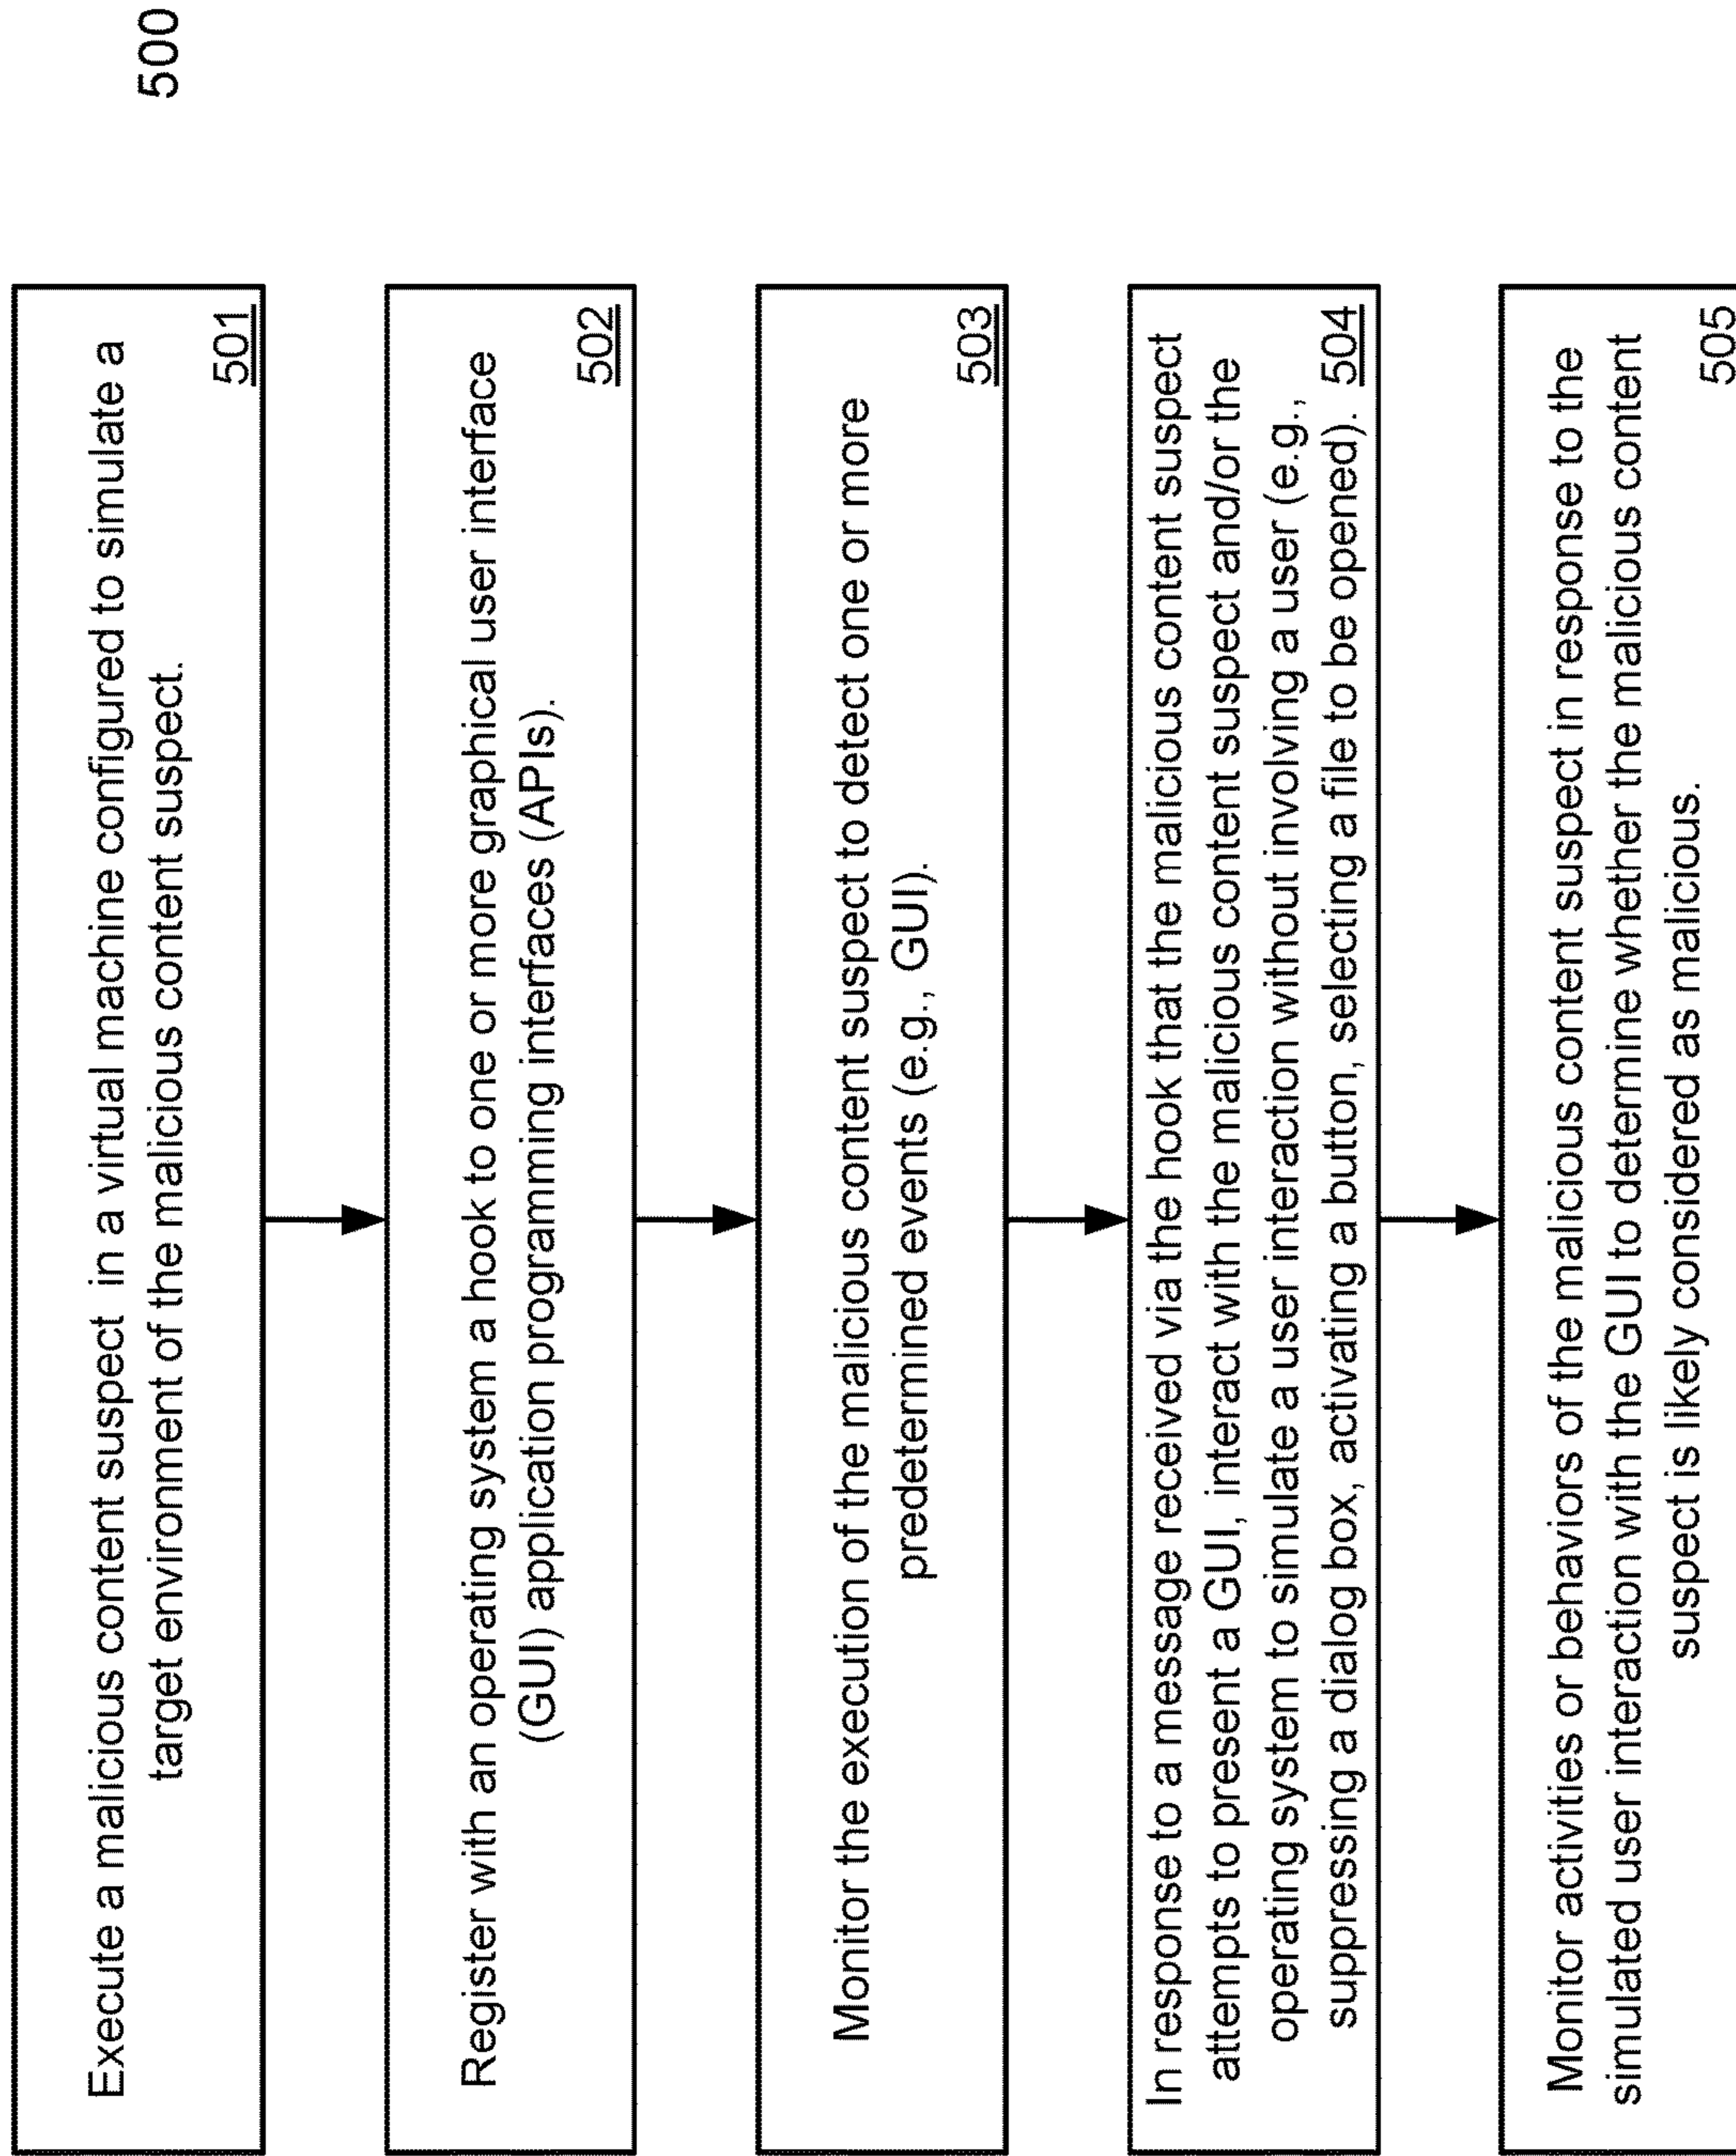 500
Execute a malicious content suspect in a virtual machine configured to simulate a
target environment of the malicious content suspect.
501
Register with an operating system a hook to one or more graphical user interface
(GUI) application programming interfaces (APIs).
502
Monitor the execution of the malicious content suspect to detect one or more
predetermined events (e.g., GUI).
503
In response to a message received via the hook that the malicious content suspect
attempts to present a GUI, interact with the malicious content suspect and/or the
operating system to simulate a user interaction without involving a user (e.g.,
suppressing a dialog box, activating a button, selecting a file to be opened). 504
Monitor activities or behaviors of the malicious content suspect in response to the
simulated user interaction with the GUI to determine whether the malicious content
suspect is likely considered as malicious.
505